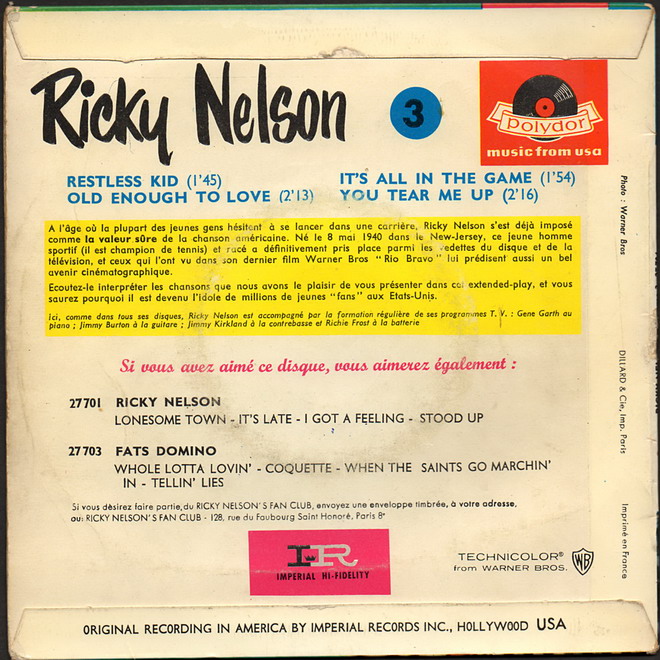 Ricky Nelson 3
polydor
music from usa
RESTLESS KID (1'45)
OLD ENOUGH TO LOVE (2'13)
IT'S ALL IN THE GAME (1'54)
YOU TEAR ME UP (2'16)
A l'âge où la plupart des jeunes gens hésitent à se lancer dans une carrière, Ricky Nelson s'est déjà imposé
comme la valeur sûre de la chanson américaine. Né le 8 mai 1940 dans le New-Jersey, ce jeune homme
sportif (il est champion de tennis) et racé a définitivement pris place parmi les vedettes du disque et de la
télévision, et ceux qui l'ont vu dans son dernier film Warner Bros "Rio Bravo" lui prédisent aussi un bel
avenir cinématographique.
Ecoutez-le interpréter les chansons que nous avons le plaisir de vous présenter dans cet extended-play, et vous
saurez pourquoi il est devenu l'idole de millions de jeunes "fans" aux Etats-Unis.
Ici, comme dans tous ses disques, Ricky Nelson est accompagné par la formation régulière de ses programmes T. V. : Gene Garth au
piano ; Jimmy Burton à la guitare ; Jimmy Kirkland à la contrebasse et Richie Frost à la batterie
Si vous avez aimé ce disque, vous aimerez également :
27701 RICKY NELSON
LONESOME TOWN - IT'S LATE - I GOT A FEELING - STOOD UP
27703 FATS DOMINO
WHOLE LOTTA LOVIN' - COQUETTE - WHEN THE SAINTS GO MARCHIN'
IN - TELLIN' LIES
Si vous désirez faire partie, du RICKY NELSON'S FAN CLUB, envoyez une enveloppe timbrée, à votre adresse,
au: RICKY NELSON'S FAN CLUB - 128, rue du Faubourg Saint Honoré, Paris 8e
IR
IMPERIAL HI-FIDELITY
TECHNICOLOR®
from WARNER BROS.
WB
ORIGINAL RECORDING IN AMERICA BY IMPERIAL RECORDS INC., HOLLYWOOD USA
Photo : Warner Bros
DILLARD & Cie, Imp. Paris
Imprimé en France